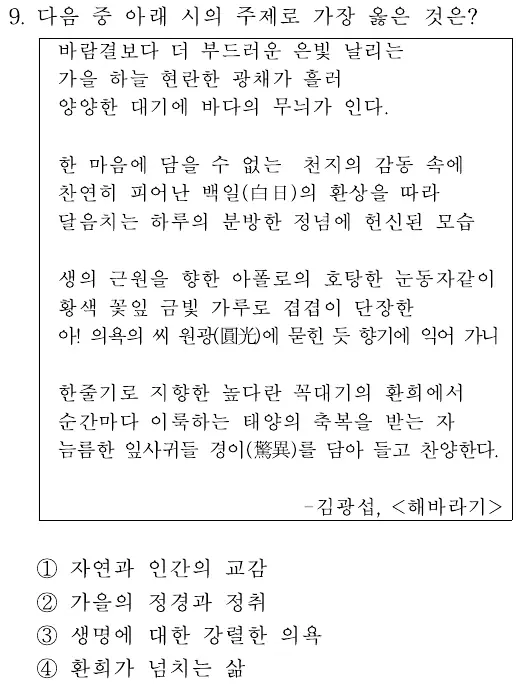 9. 다음 중 아래 시의 주제로 가장 옳은 것은?
바람결보다 더 부드러운 은빛 날리는
가을 하늘 현란한 광채가 흘러
양양한 대기에 바다의 무늬가 인다.
한 마음에 담을 수 없는 천지의 감동 속에
찬연히 피어난 백일(白日)의 환상을 따라
달음치는 하루의 분방한 정념에 헌신된 모습
생의 근원을 향한 아폴로의 호탕한 눈동자같이
황색 꽃잎 금빛 가루로 겹겹이 단장한
아! 의욕의 씨 원광(圓光)에 묻힌 듯 향기에 익어 가니
한줄기로 지향한 높다란 꼭대기의 환희에서
순간마다 이룩하는 태양의 축복을 받는 자
늠름한 잎사귀들 경이(驚異)를 담아 들고 찬양한다.
-김광섭, <해바라기>
① 자연과 인간의 교감
② 가을의 정경과 정취
③ 생명에 대한 강렬한 의욕
④ 환희가 넘치는 삶